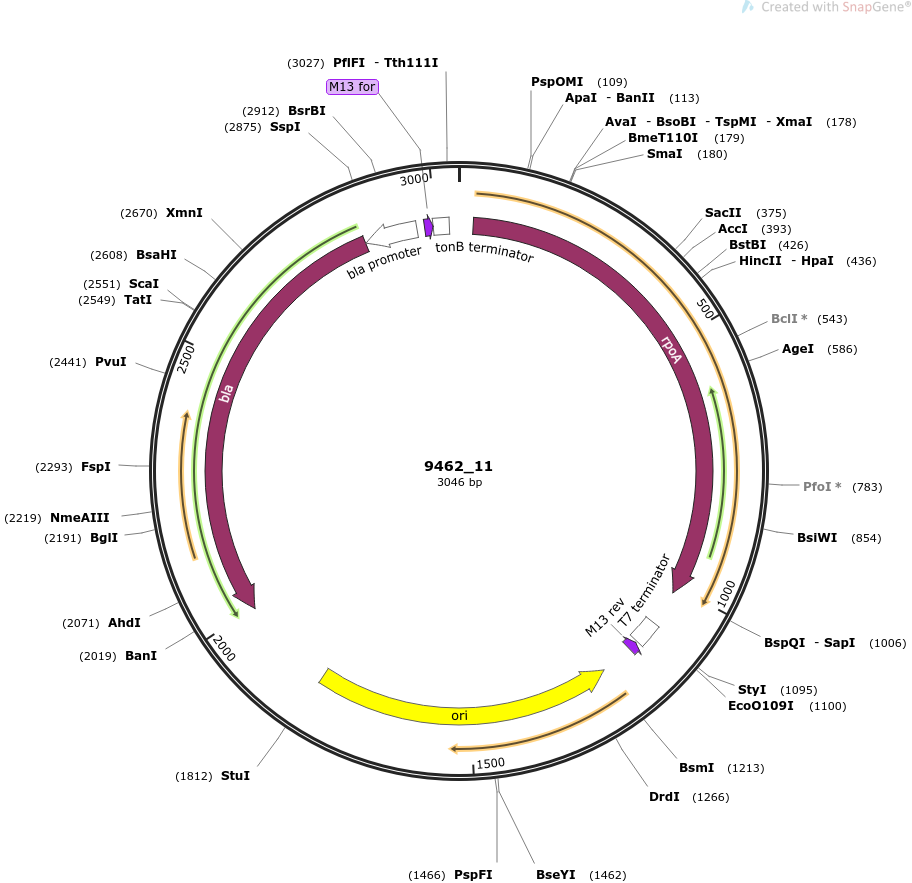 Created with SnapGene®
(3027) PflFI - Tth111I
M13 for
(2912) BsrBI
(2875) SspI
PspOMI (109)
ApaI - BanII (113)
AvaI - BsoBI - TspMI - XmaI (178)
BmeT110I (179)
SmaI (180)
3000
(2670) XmnI
(2608) BsaHI
(2551) ScaI
(2549) TatI
2500
(2441) PvuI
(2293) FspI
(2219) NmeAIII
(2191) BglI
(2071) AhdI
(2019) BanI
2000
(1812) StuI
SacII (375)
AccI (393)
BstBI (426)
HincII - HpaI (436)
500
BclI * (543)
AgeI (586)
PfoI * (783)
BsiWI (854)
1000
BspQI - SapI (1006)
StyI (1095)
EcoO109I (1100)
BsmI (1213)
DrdI (1266)
1500
(1466) PspFI
BseYI (1462)
bla promoter
tonB terminator
rpoA
bla
9462_11
3046 bp
M13 rev
T7 terminator
ori